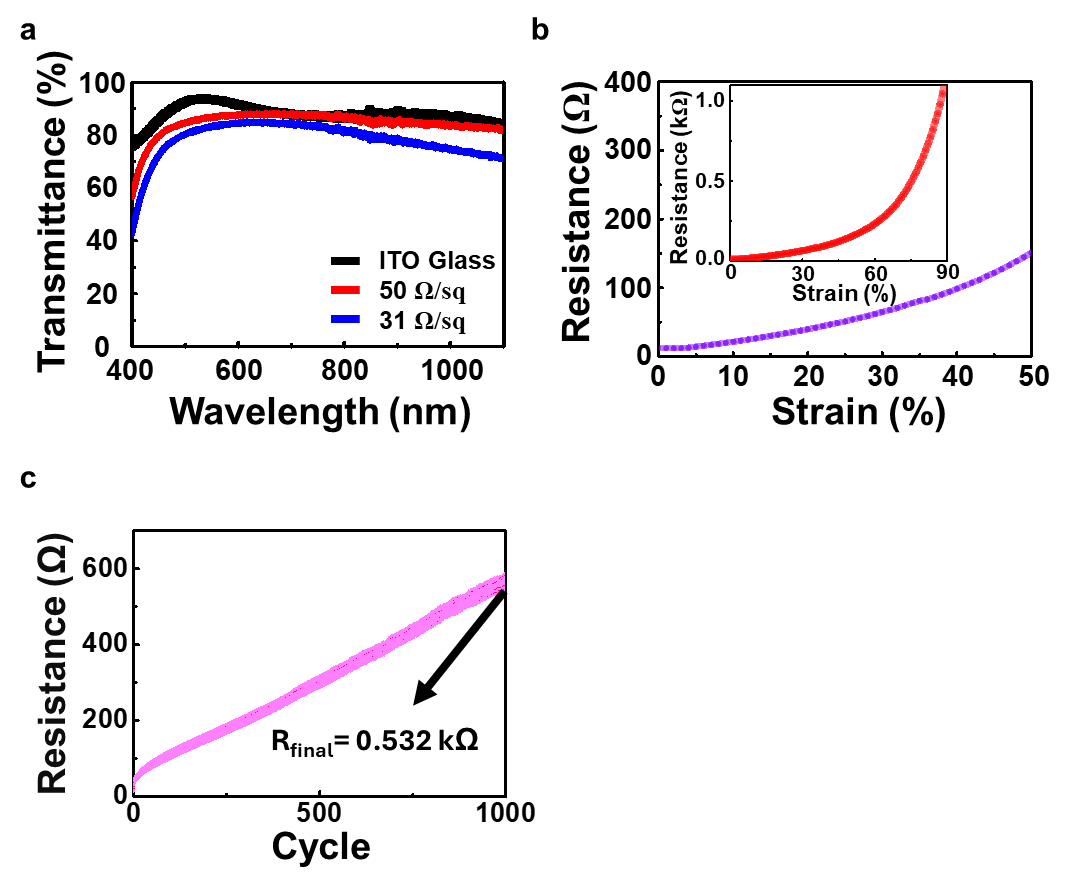 a
Transmittance (%)
100
80
60
40
20
0
400
600
800
1000
Wavelength (nm)
ITO Glass
50 Ω/sq
31 Ω/sq
b
Resistance (Ω)
400
300
200
100
0
0
10
20
30
40
50
Strain (%)
Resistance (kΩ)
1.0
0.5
0.0
0
30
60
90
Strain (%)
c
Resistance (Ω)
600
400
200
0
0
500
1000
Cycle
Rfinal= 0.532 kΩ